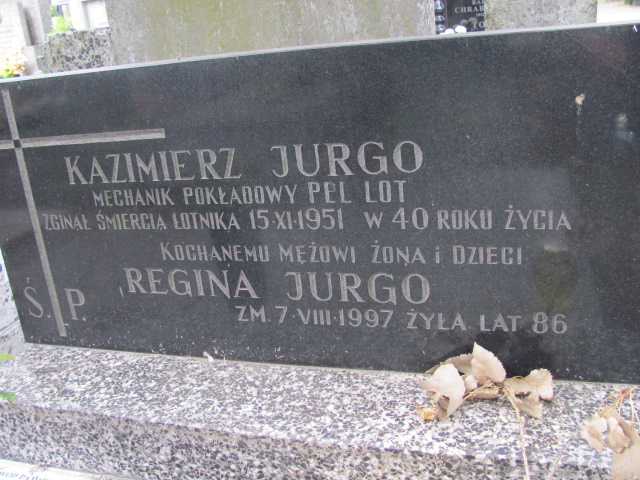 KAZIMIERZ JURGO
MECHANIK POKŁADOWY PLL LOT
ZGINĄŁ ŚMIERCIĄ LOTNIKA 15·XI·1951 W 40 ROKU ŻYCIA
KOCHANEMU MĘŻOWI ŻONA i DZIECI
REGINA JURGO
Ś. P.
ZM. 7·VIII·1997 ŻYŁA LAT 86